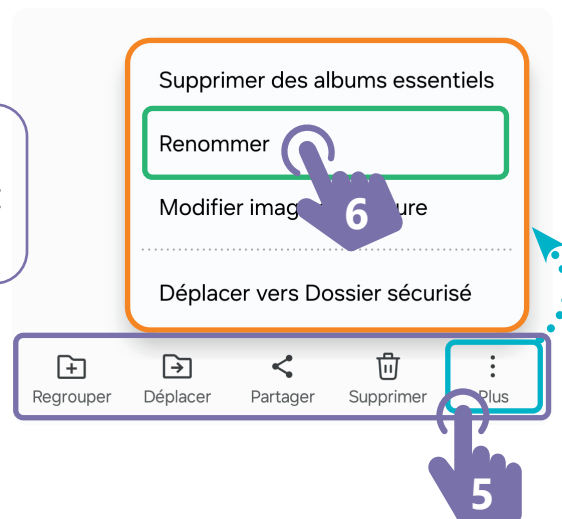 Supprimer des albums essentiels
Renommer
6
Modifier imag ure
Déplacer vers Dossier sécurisé
Regrouper Déplacer Partager Supprimer Plus
5